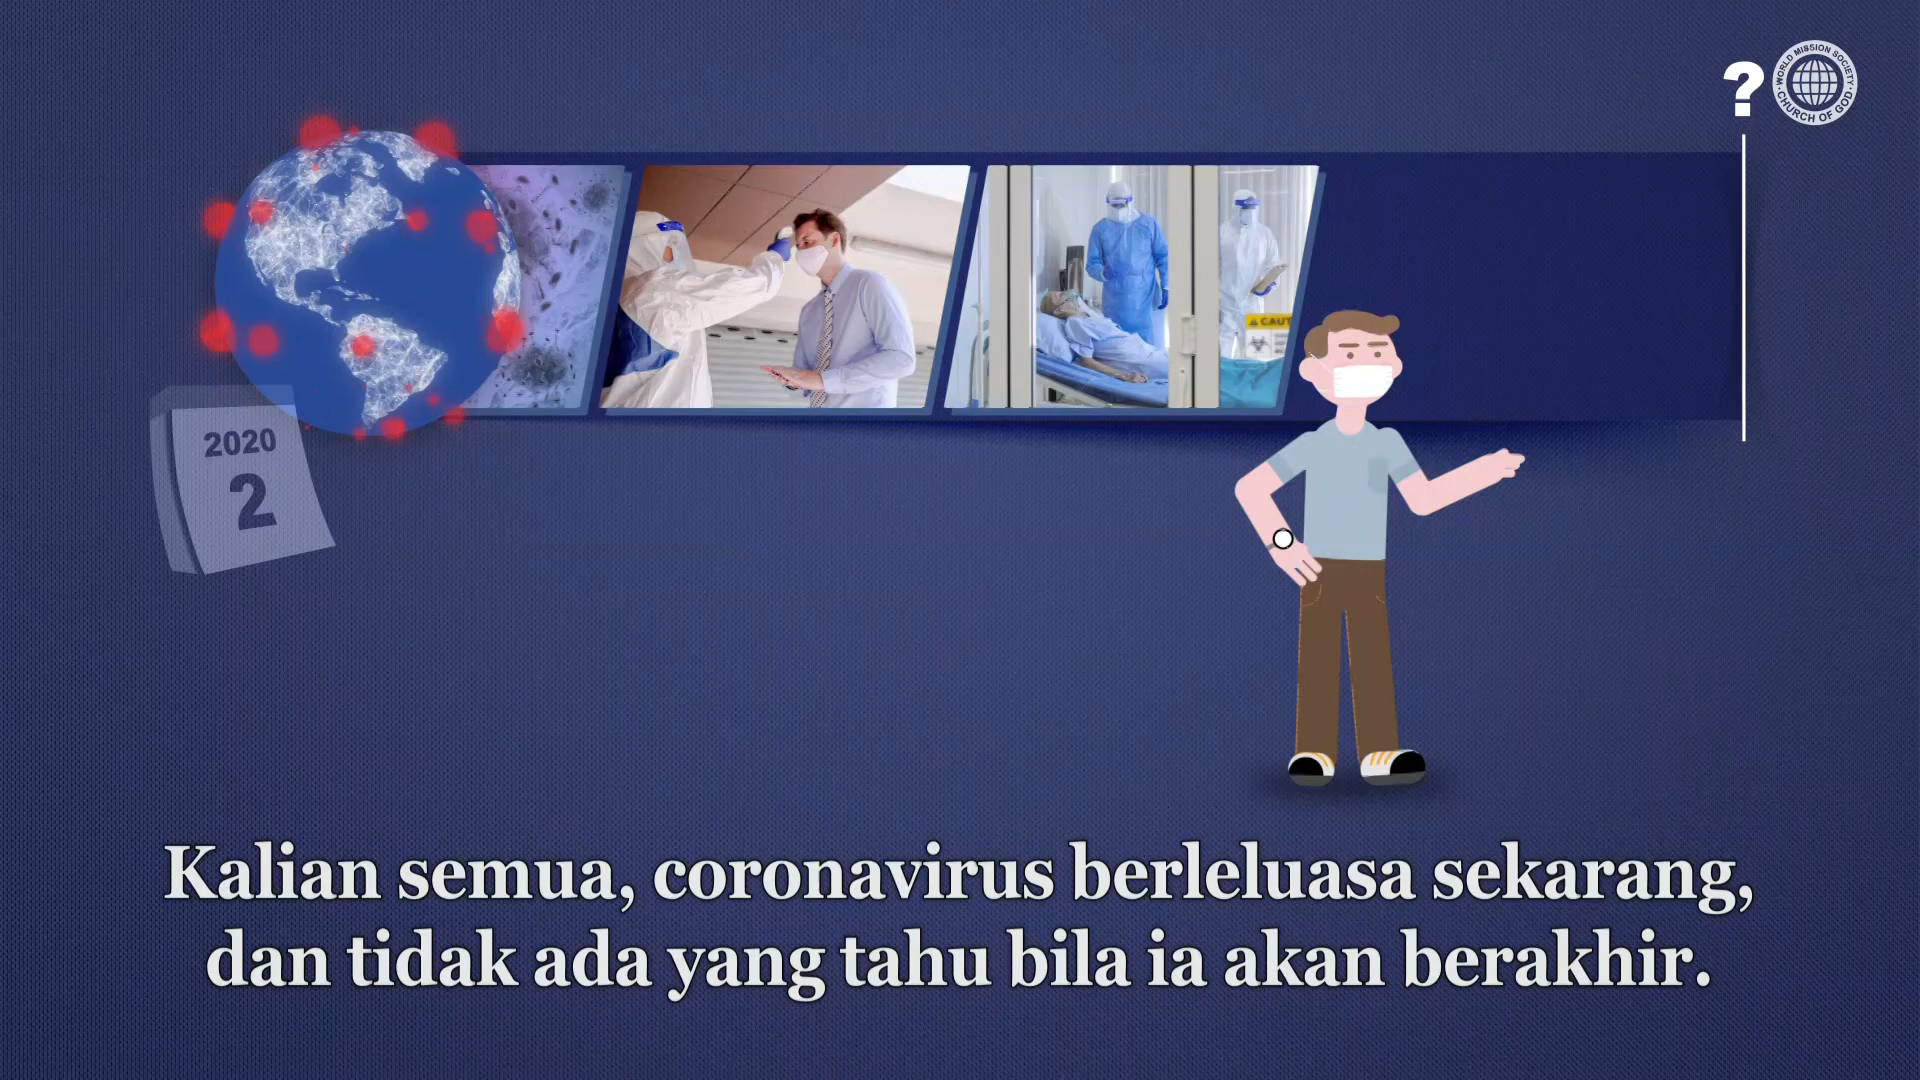 ?
WORLD MISSION SOCIETY
CHURCH OF GOD
CAUT
2020
2
Kalian semua, coronavirus berleluasa sekarang,
dan tidak ada yang tahu bila ia akan berakhir.